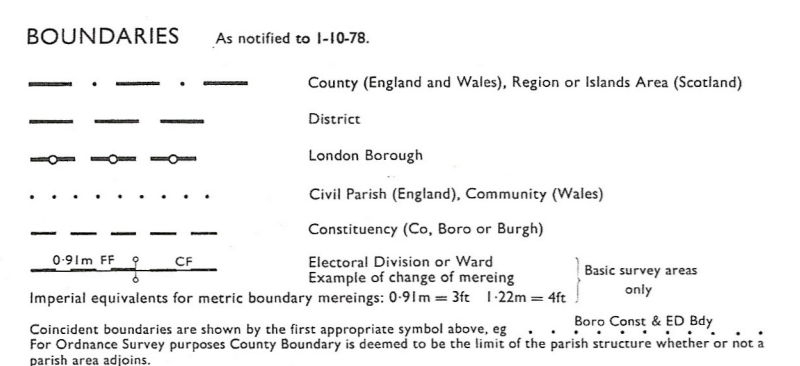 BOUNDARIES As notified to 1-10-78.
County (England and Wales), Region or Islands Area (Scotland)
District
London Borough
Civil Parish (England), Community (Wales)
Constituency (Co, Boro or Burgh)
0·91m FF CF Electoral Division or Ward
Example of change of mereing
Basic survey areas
only
Imperial equivalents for metric boundary mereings: 0·91m = 3ft 1·22m = 4ft
Coincident boundaries are shown by the first appropriate symbol above, eg Boro Const & ED Bdy
For Ordnance Survey purposes County Boundary is deemed to be the limit of the parish structure whether or not a
parish area adjoins.